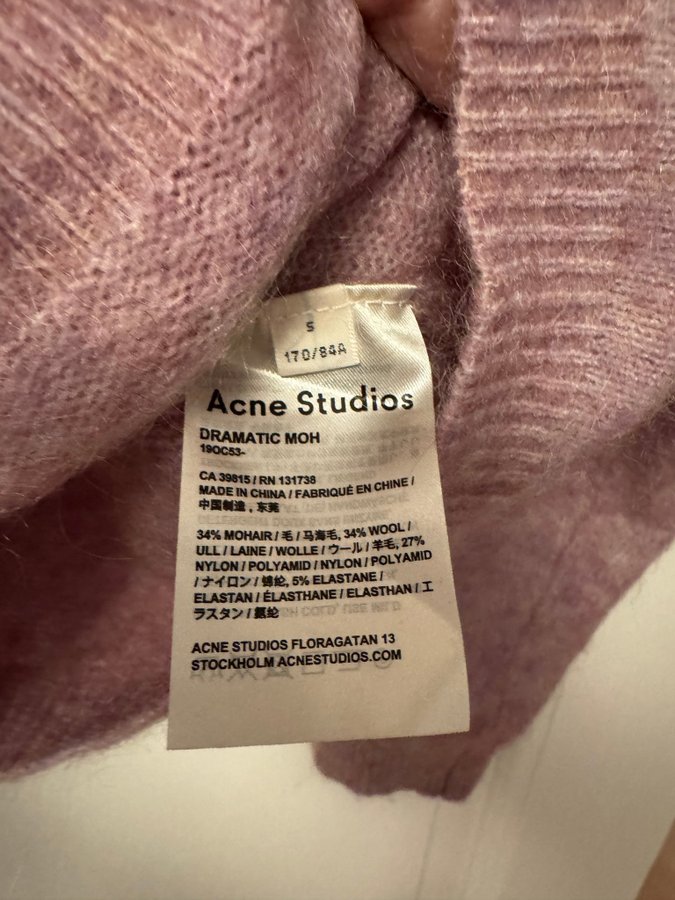 S
170/84A
Acne Studios
DRAMATIC MOH
19OC53-
CA 39815 / RN 131738
MADE IN CHINA / FABRIQUÉ EN CHINE /
中国制造 , 东莞
34% MOHAIR / 毛 / 马海毛, 34% WOOL /
ULL / LAINE / WOLLE / ウール / 羊毛, 27%
NYLON / POLYAMID / NYLON / POLYAMID
/ ナイロン / 锦纶, 5% ELASTANE /
ELASTAN / ÉLASTHANE / ELASTHAN / エ
ラスタン / 氨纶
ACNE STUDIOS FLORAGATAN 13
STOCKHOLM ACNESTUDIOS.COM